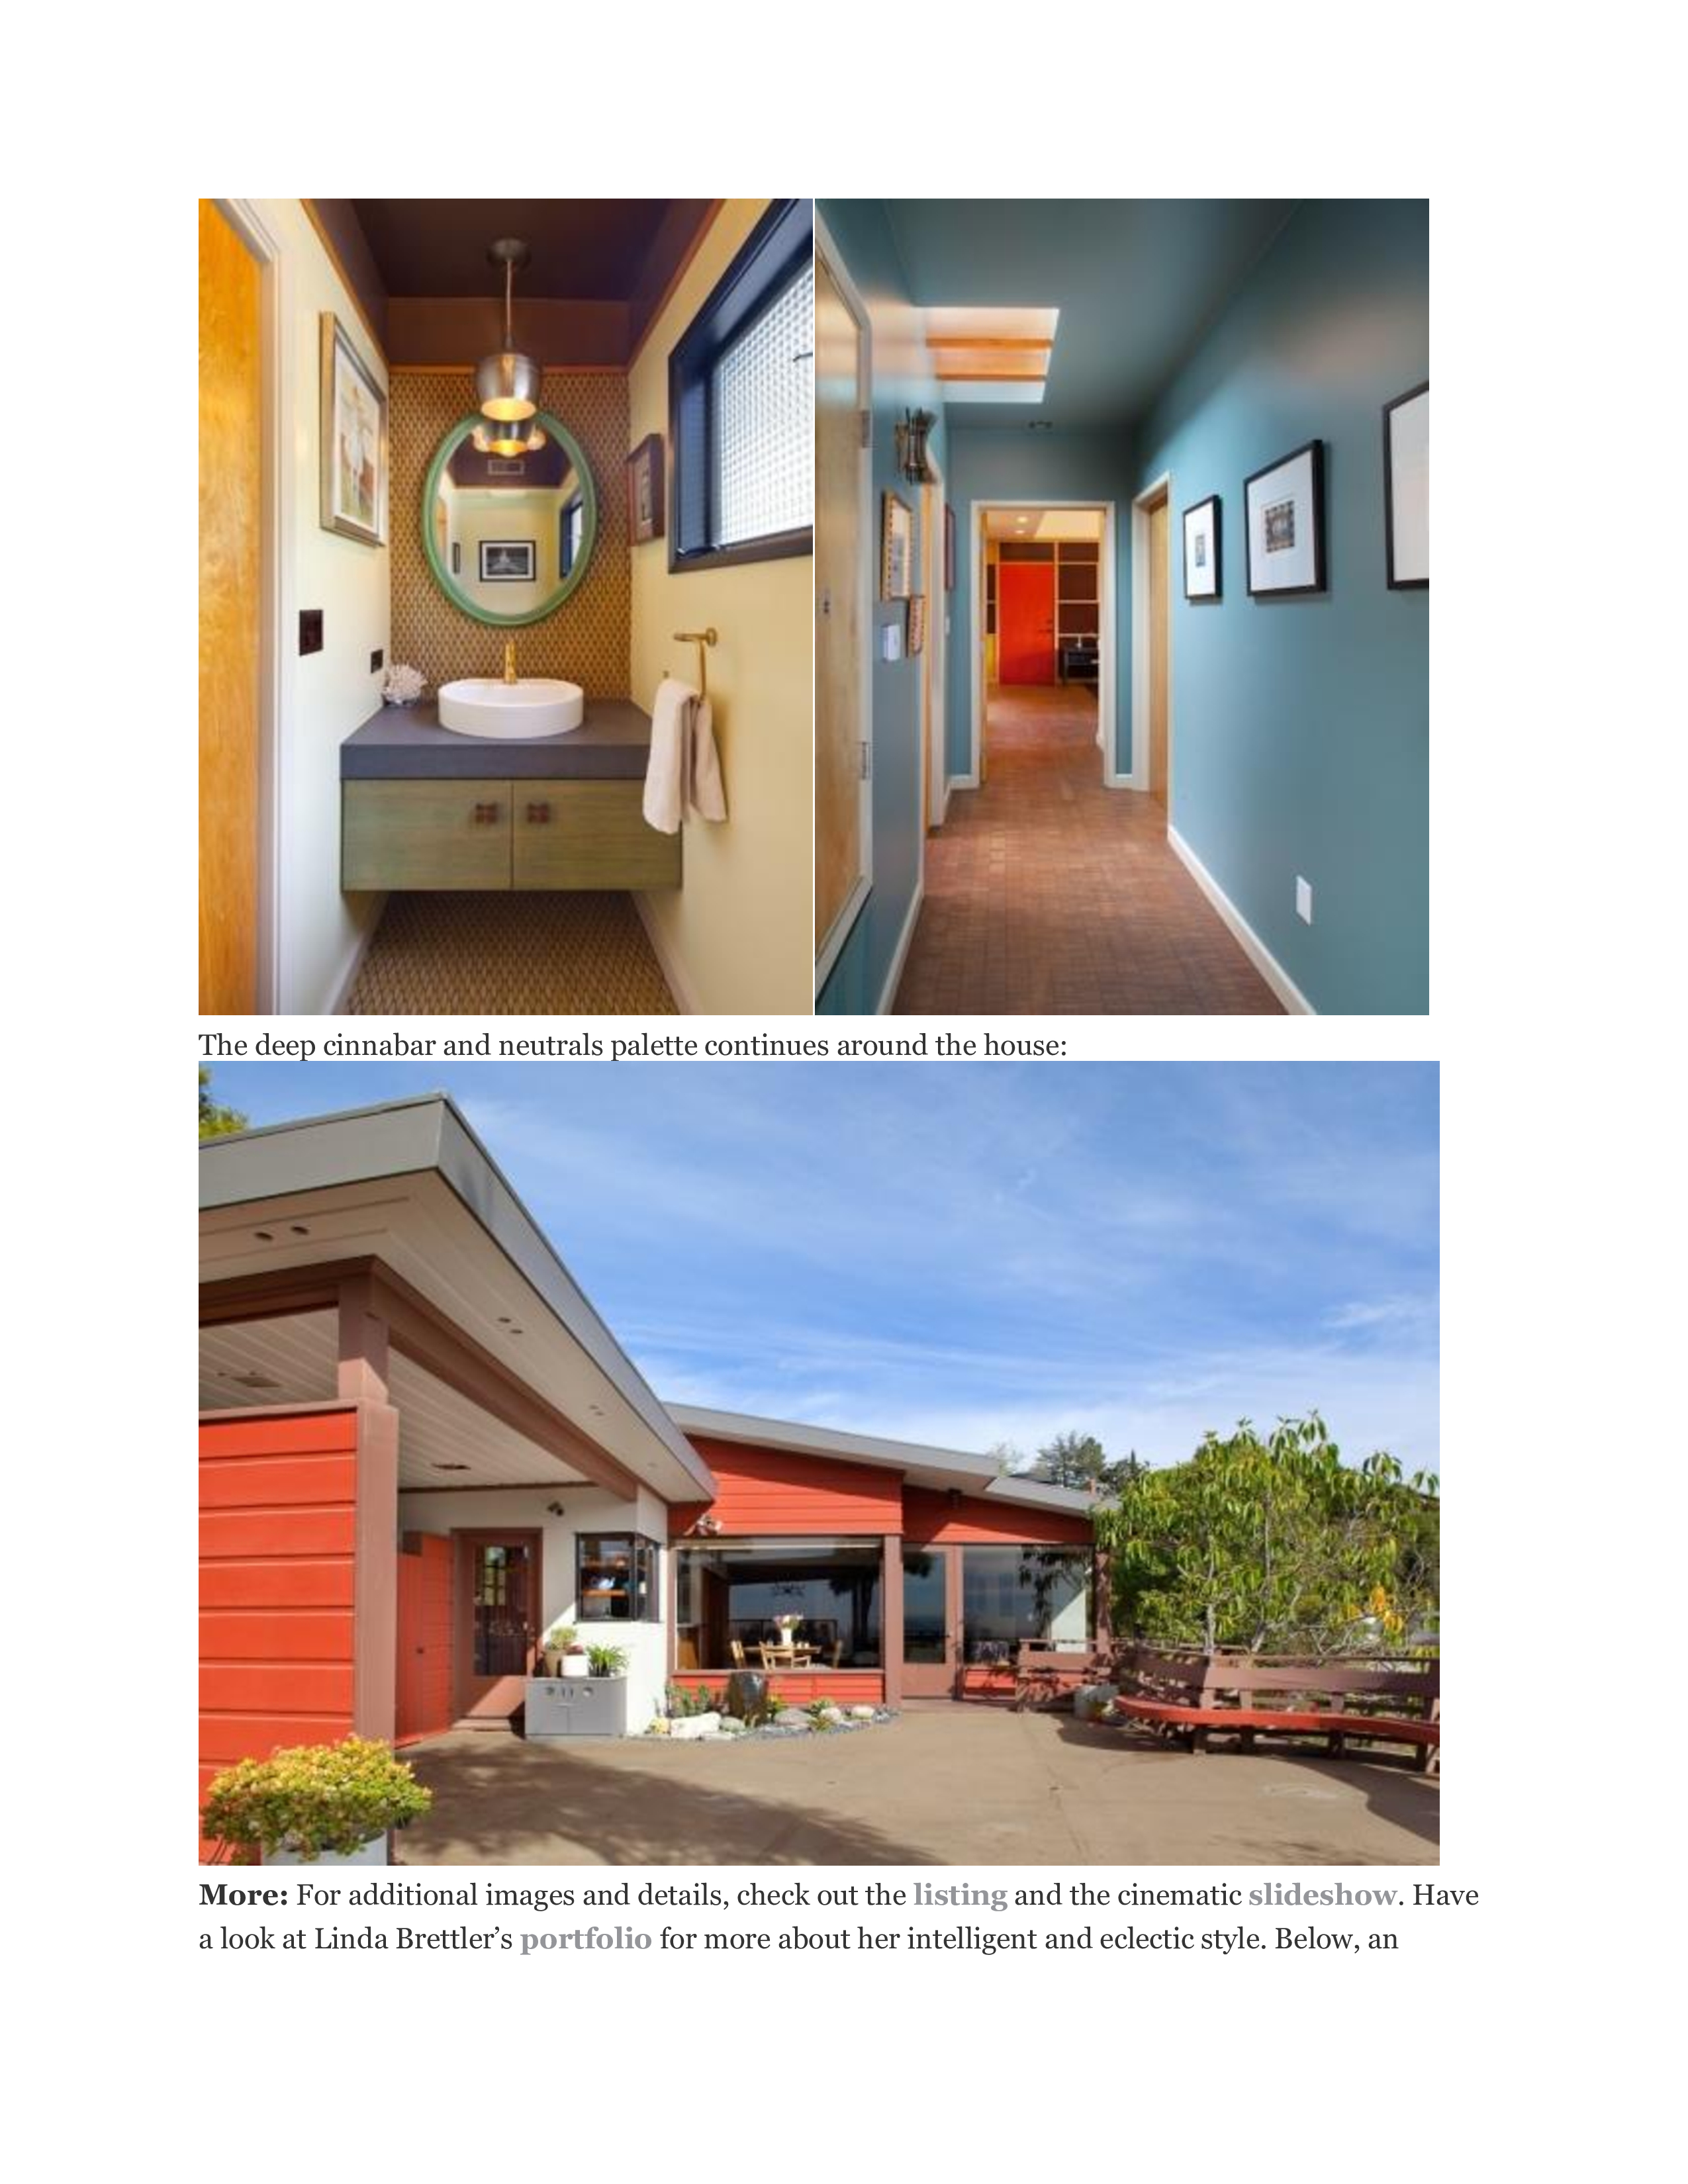 The deep cinnabar and neutrals palette continues around the house:
More: For additional images and details, check out the listing and the cinematic slideshow. Have
a look at Linda Brettler’s portfolio for more about her intelligent and eclectic style. Below, an